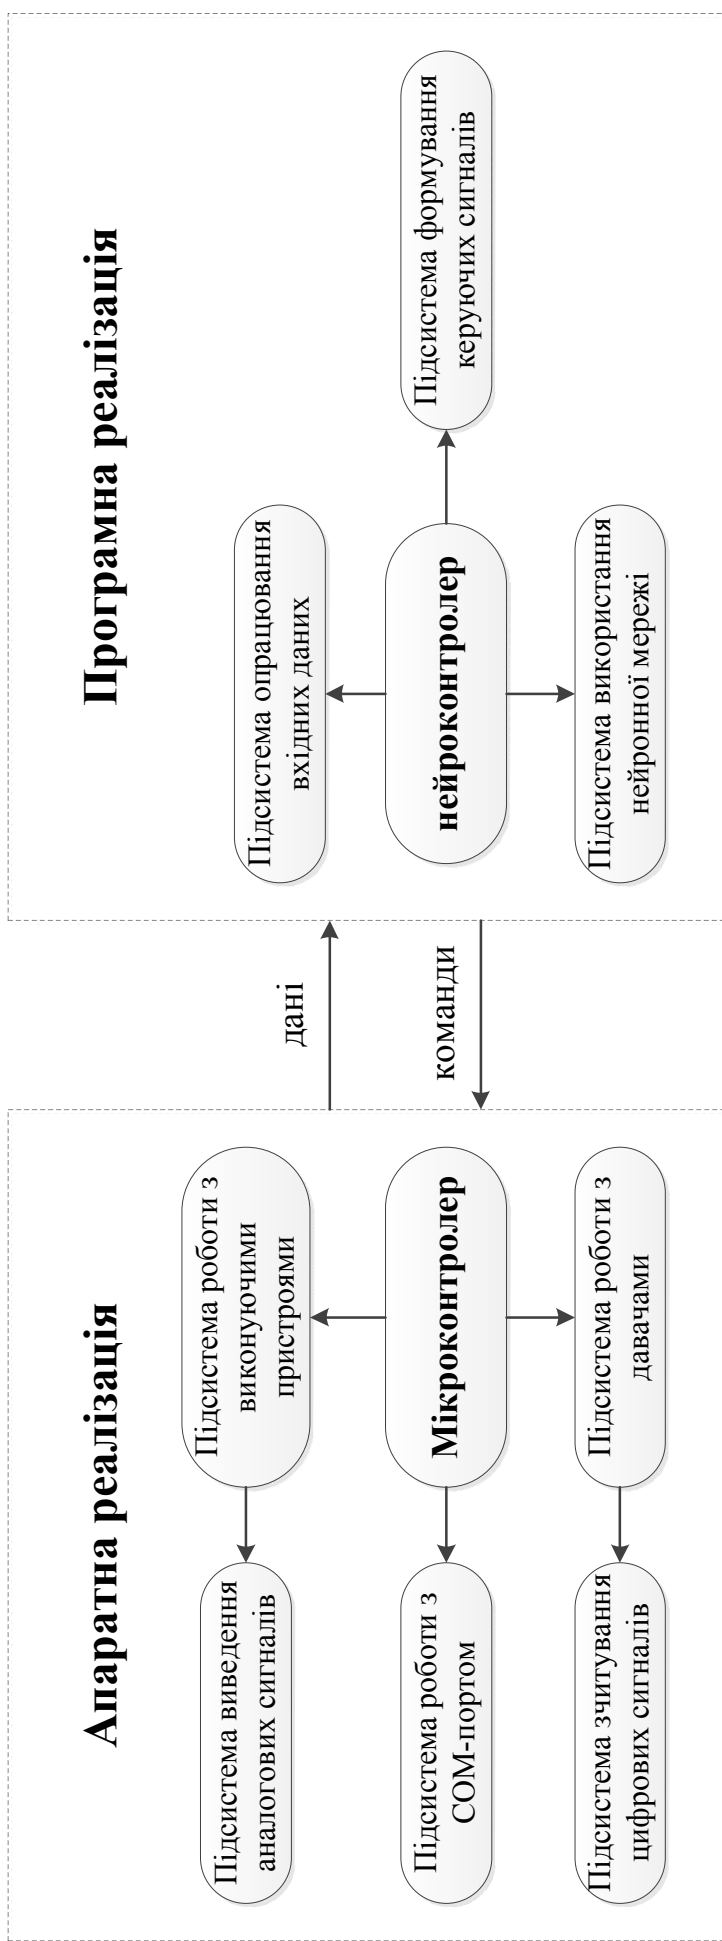 Апаратна реалізація
Підсистема виведення
аналогових сигналів
Підсистема роботи з
виконуючими
пристроями
Підсистема роботи з
COM-портом
Мікроконтролер
Підсистема зчитування
цифрових сигналів
Підсистема роботи з
давачами
дані
команди
Програмна реалізація
Підсистема опрацювання
вхідних даних
нейроконтролер
Підсистема формування
керуючих сигналів
Підсистема використання
нейронної мережі